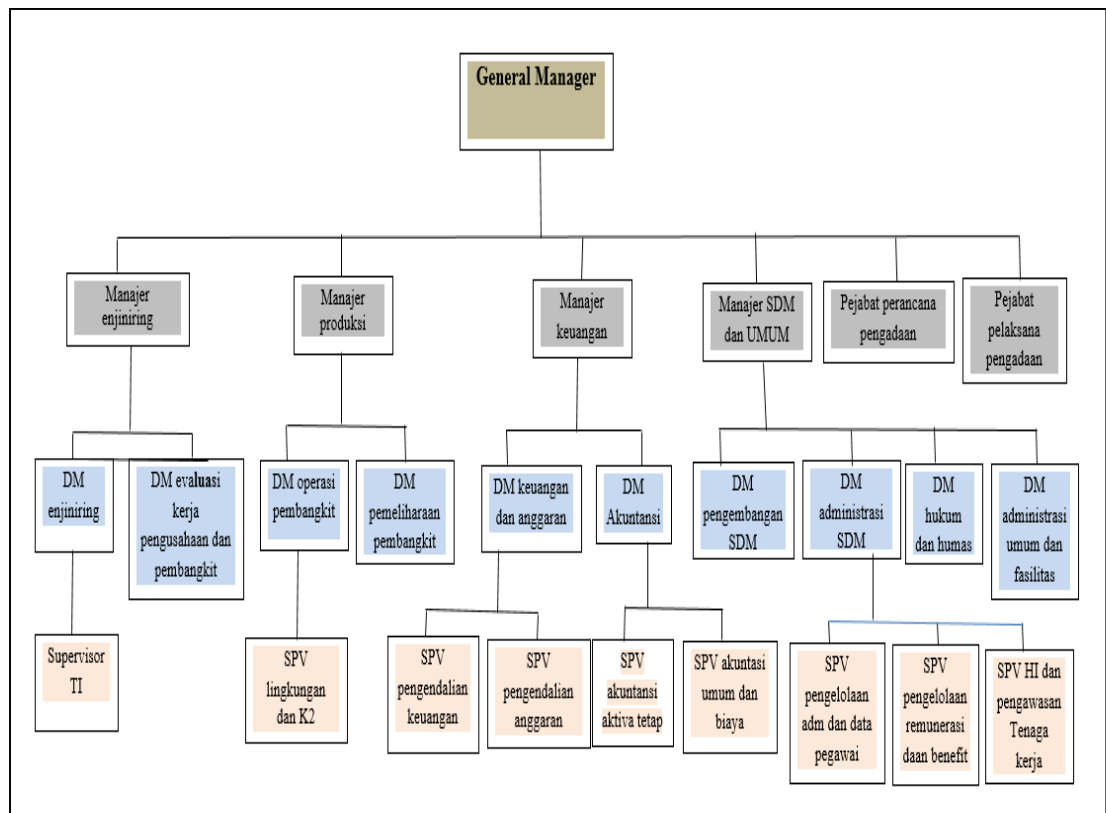 General Manager
Manajer
enjiniring
Manajer
produksi
Manajer
keuangan
Manajer SDM
dan UMUM
Pejabat perancana
pengadaan
Pejabat
pelaksana
pengadaan
DM
enjiniring
DM evaluasi
kerja
pengusahaan dan
pembangkit
DM operasi
pembangkit
DM
pemeliharaan
pembangkit
DM keuangan
dan anggaran
DM
Akuntansi
DM
pengembangan
SDM
DM
administrasi
SDM
DM
hukum
dan humas
DM
administrasi
umum dan
fasilitas
Supervisor
TI
SPV
lingkungan
dan K2
SPV
pengendalian
keuangan
SPV
pengendalian
anggaran
SPV
akuntansi
aktiva tetap
SPV akuntasi
umum dan
biaya
SPV
pengelolaan
adm dan data
pegawai
SPV
pengelolaan
remunerasi
daan benefit
SPV HI dan
pengawasan
Tenaga
kerja